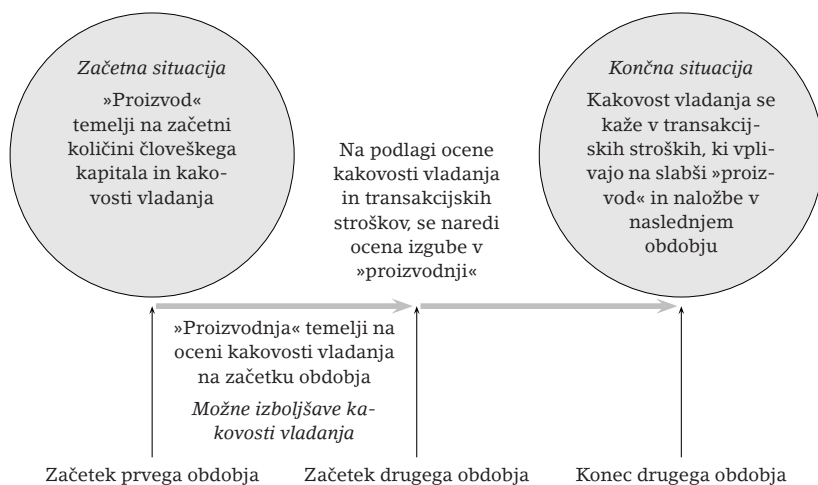 Začetna situacija
»Proizvod«
temelji na začetni
količini človeškega
kapitala in kako-
vosti vladanja
Na podlagi ocene
kakovosti vladanja
in transakcijskih
stroškov, se naredi
ocena izgube v
»proizvodnji«
Končna situacija
Kakovost vladanja se
kaže v transakcij-
skih stroških, ki vpli-
vajo na slabši »proiz-
vod« in naložbe v
naslednjem
obdobju
»Proizvodnja« temelji na
oceni kakovosti vladanja
na začetku obdobja
Možne izboljšave ka-
kovosti vladanja
Začetek prvega obdobja
Začetek drugega obdobja
Konec drugega obdobja